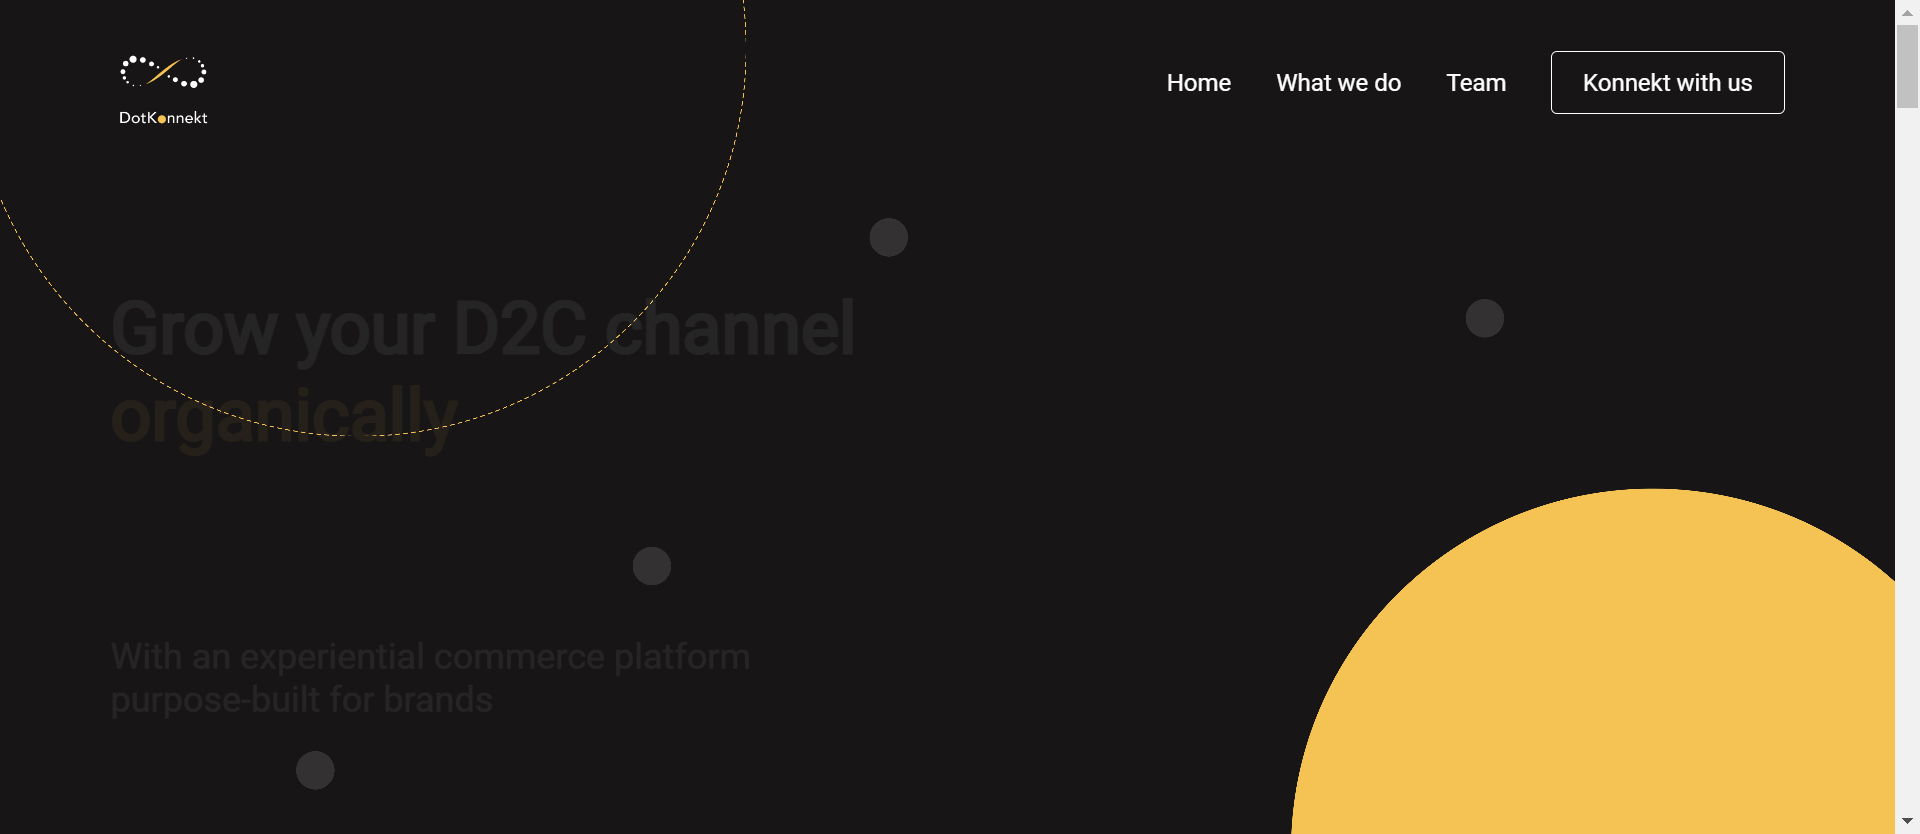 DotKonnekt
Home What we do Team Konnekt with us
Grow your D2C channel
organically
With an experiential commerce platform
purpose-built for brands